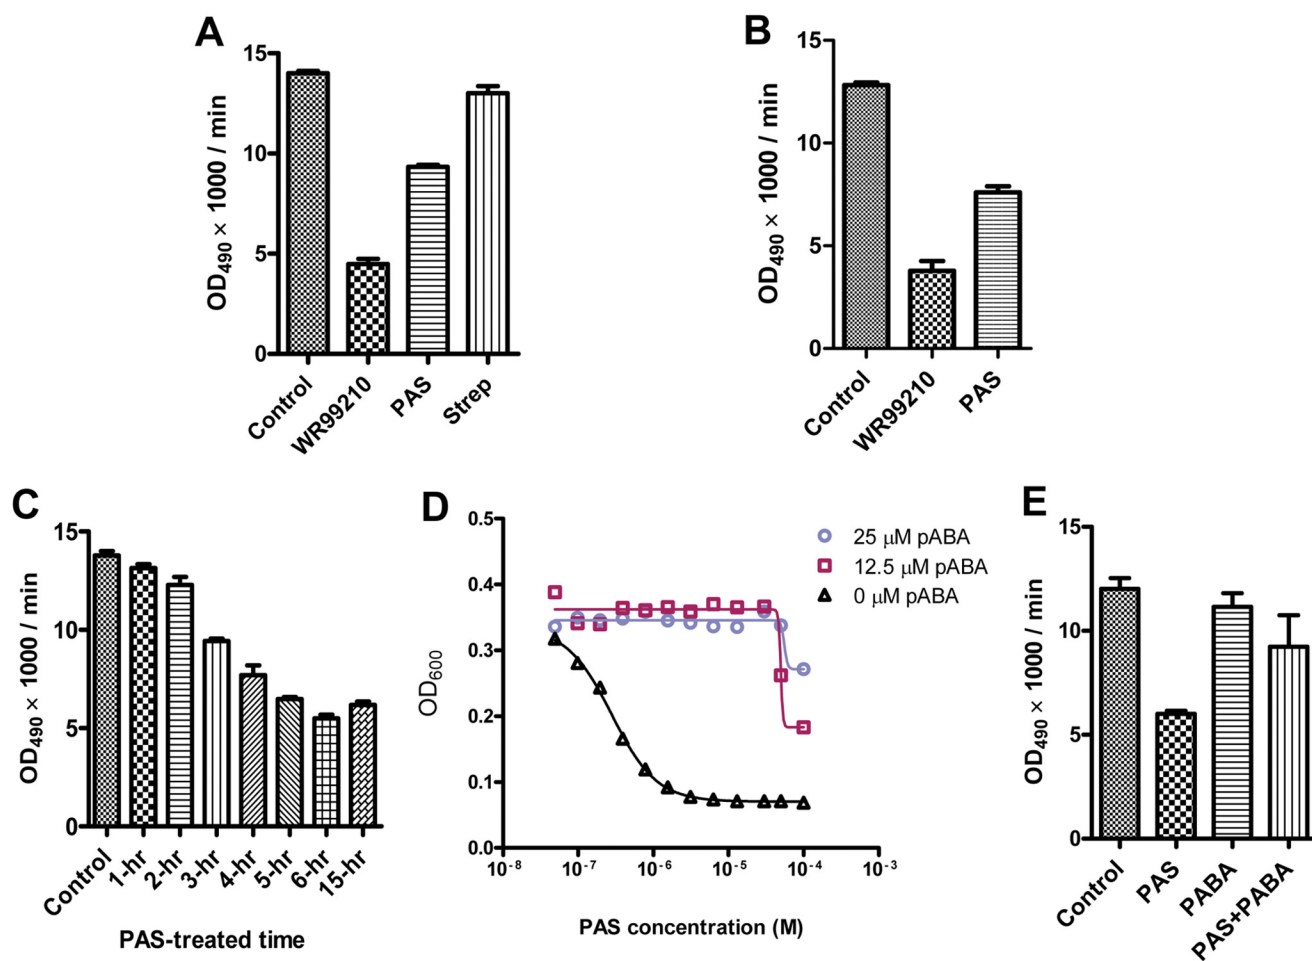 A
OD490 × 1000 / min
15
10
5
0
Control
WR99210
PAS
Strep
B
OD490 × 1000 / min
15
10
5
0
Control
WR99210
PAS
C
OD490 × 1000 / min
15
10
5
0
Control
1-hr
2-hr
3-hr
4-hr
5-hr
6-hr
15-hr
PAS-treated time
D
OD600
0.5
0.4
0.3
0.2
0.1
0.0
10-8
10-7
10-6
10-5
10-4
10-3
PAS concentration (M)
25 μM pABA
12.5 μM pABA
0 μM pABA
E
OD490 × 1000 / min
15
10
5
0
Control
PAS
PABA
PAS+PABA